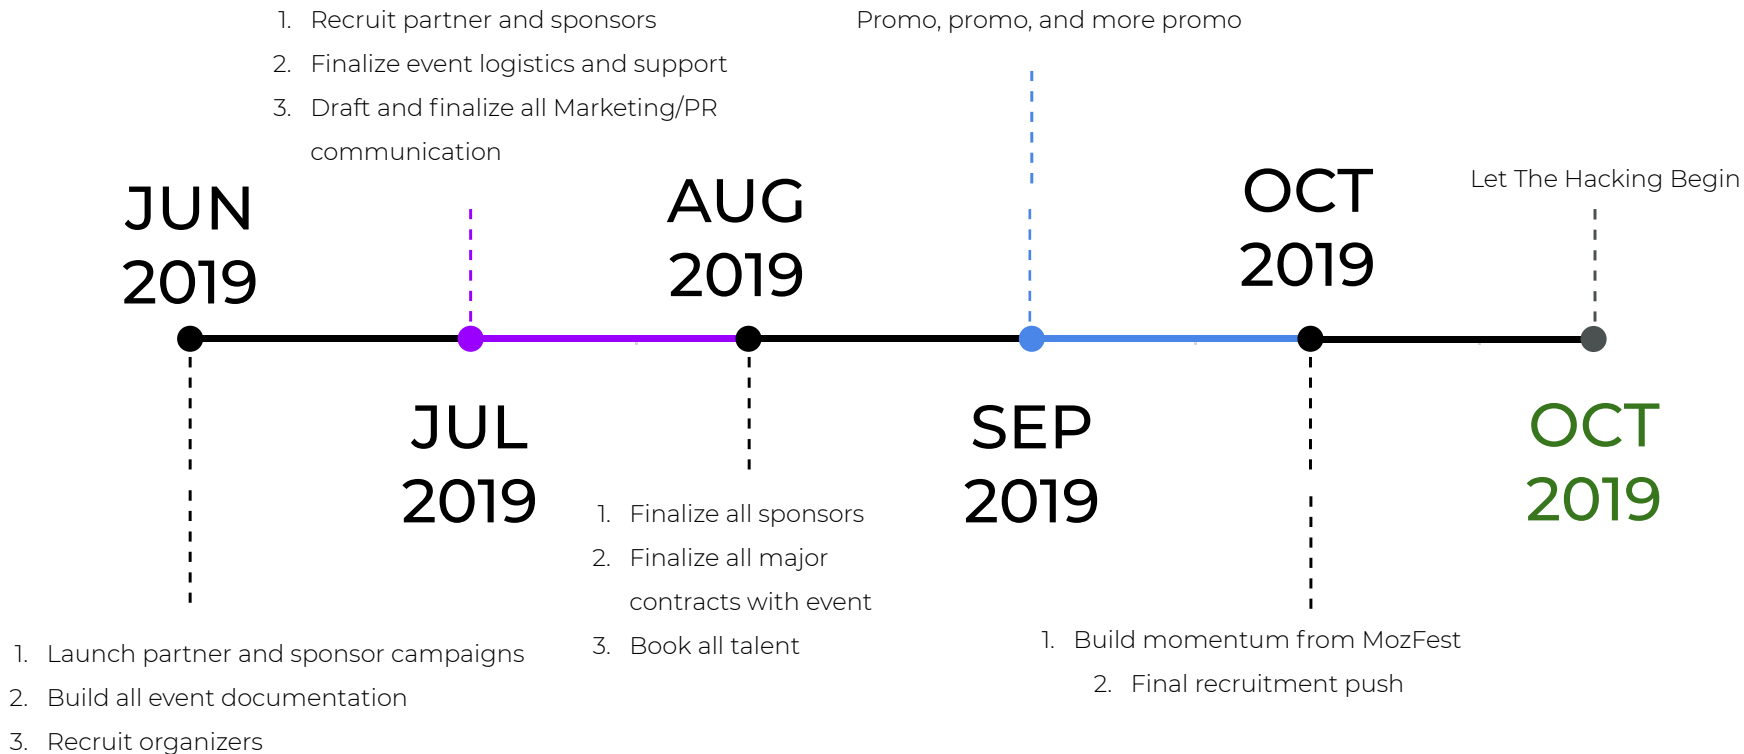 1. Recruit partner and sponsors
2. Finalize event logistics and support
3. Draft and finalize all Marketing/PR
communication
Promo, promo, and more promo
JUN
2019
AUG
2019
OCT
2019
Let The Hacking Begin
JUL
2019
SEP
2019
OCT
2019
1. Finalize all sponsors
2. Finalize all major
contracts with event
3. Book all talent
1. Launch partner and sponsor campaigns
2. Build all event documentation
3. Recruit organizers
1. Build momentum from MozFest
2. Final recruitment push